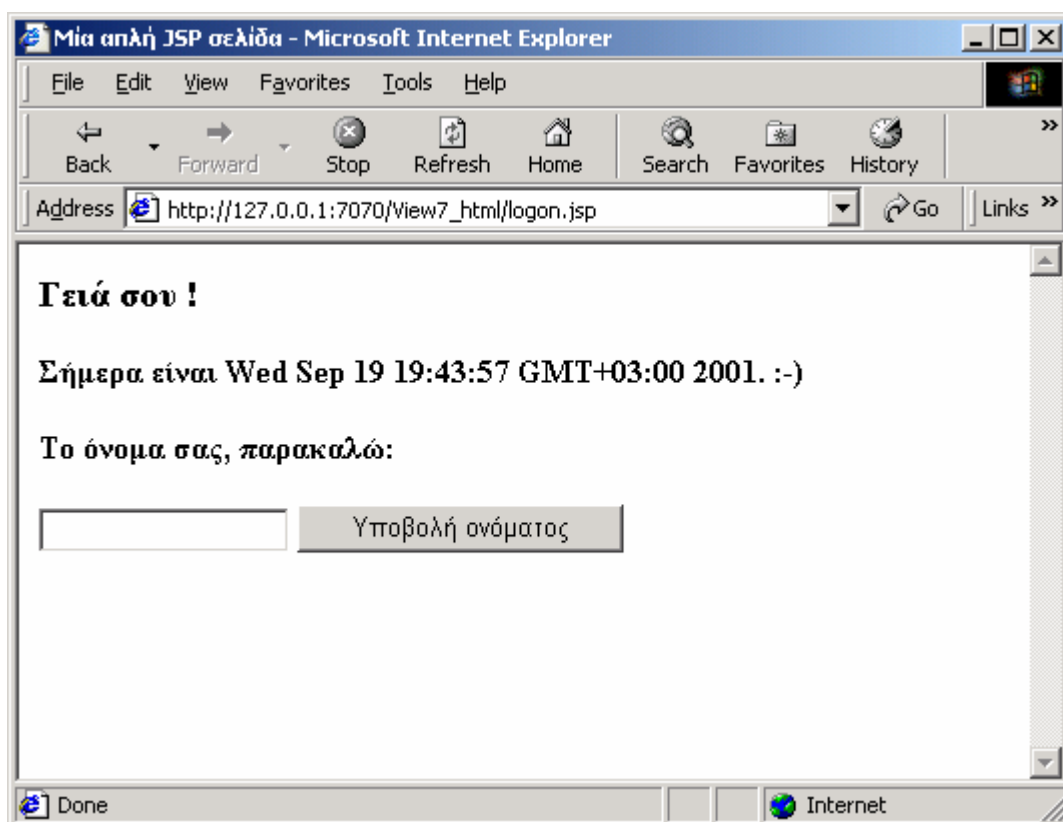 Μία απλή JSP σελίδα - Microsoft Internet Explorer
File Edit View Favorites Tools Help
Back Forward Stop Refresh Home Search Favorites History »
Address http://127.0.0.1:7070/View7_html/logon.jsp Go Links »
Γειά σου !
Σήμερα είναι Wed Sep 19 19:43:57 GMT+03:00 2001. :-)
Το όνομα σας, παρακαλώ:
Υποβολή ονόματος
Done Internet